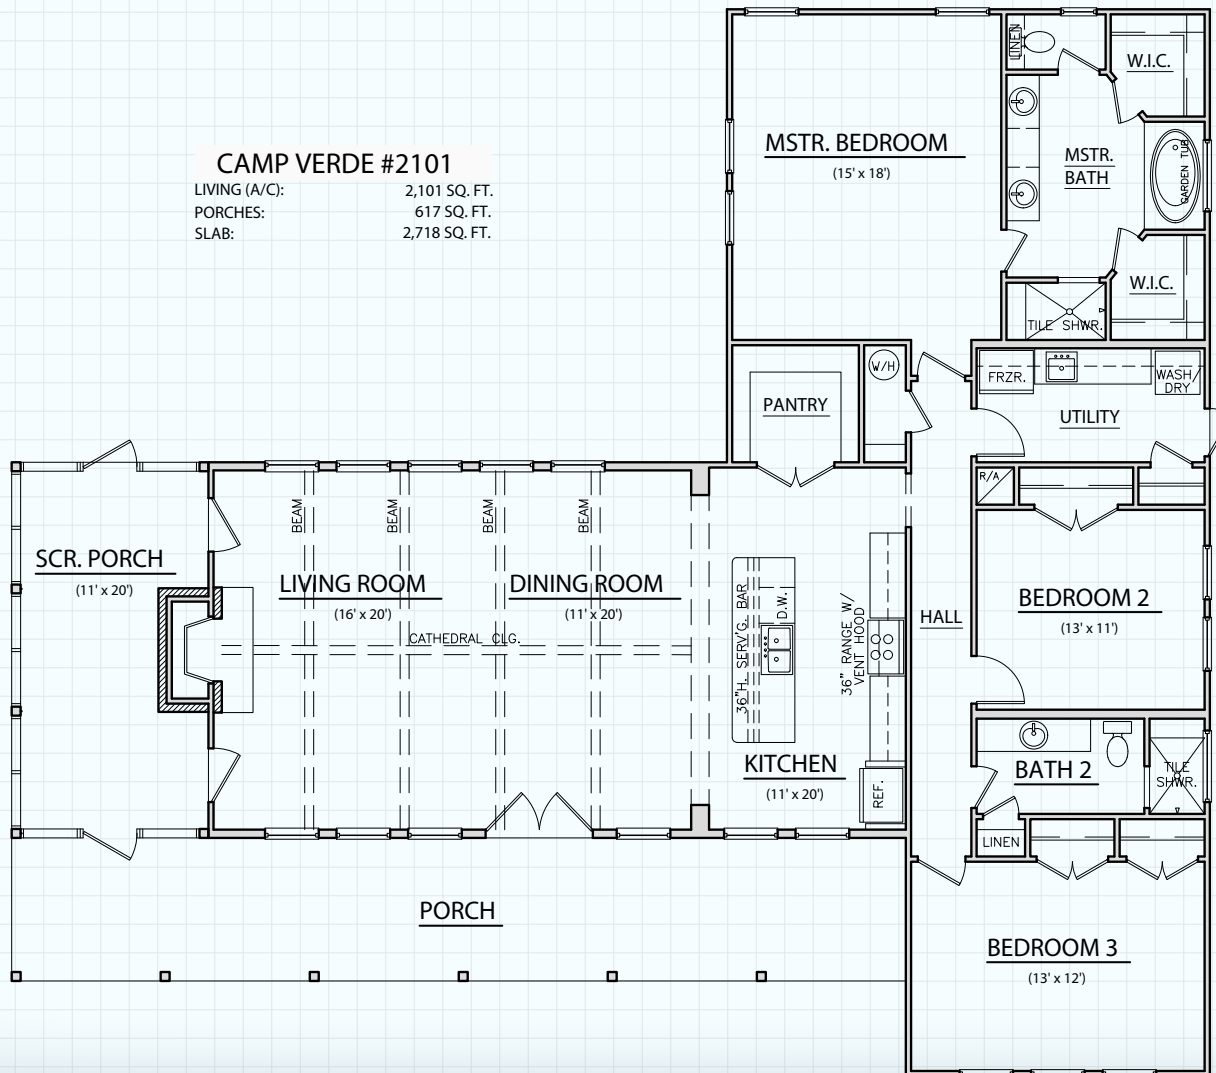 CAMP VERDE #2101
LIVING (A/C): 2,101 SQ. FT.
PORCHES: 617 SQ. FT.
SLAB: 2,718 SQ. FT.
MSTR. BEDROOM
(15' x 18')
LINEN
W.I.C.
MSTR.
BATH
GARDEN TUB
W.I.C.
TILE SHWR.
PANTRY
W/H
FRZR.
WASH/
DRY
UTILITY
R/A
SCR. PORCH
(11' x 20')
BEAM
BEAM
BEAM
BEAM
LIVING ROOM
(16' x 20')
DINING ROOM
(11' x 20')
CATHEDRAL CLG.
36"H. SERV'G. BAR
D.W.
36" RANGE W/
VENT HOOD
KITCHEN
(11' x 20')
REF.
HALL
BEDROOM 2
(13' x 11')
BATH 2
TILE
SHWR.
LINEN
PORCH
BEDROOM 3
(13' x 12')